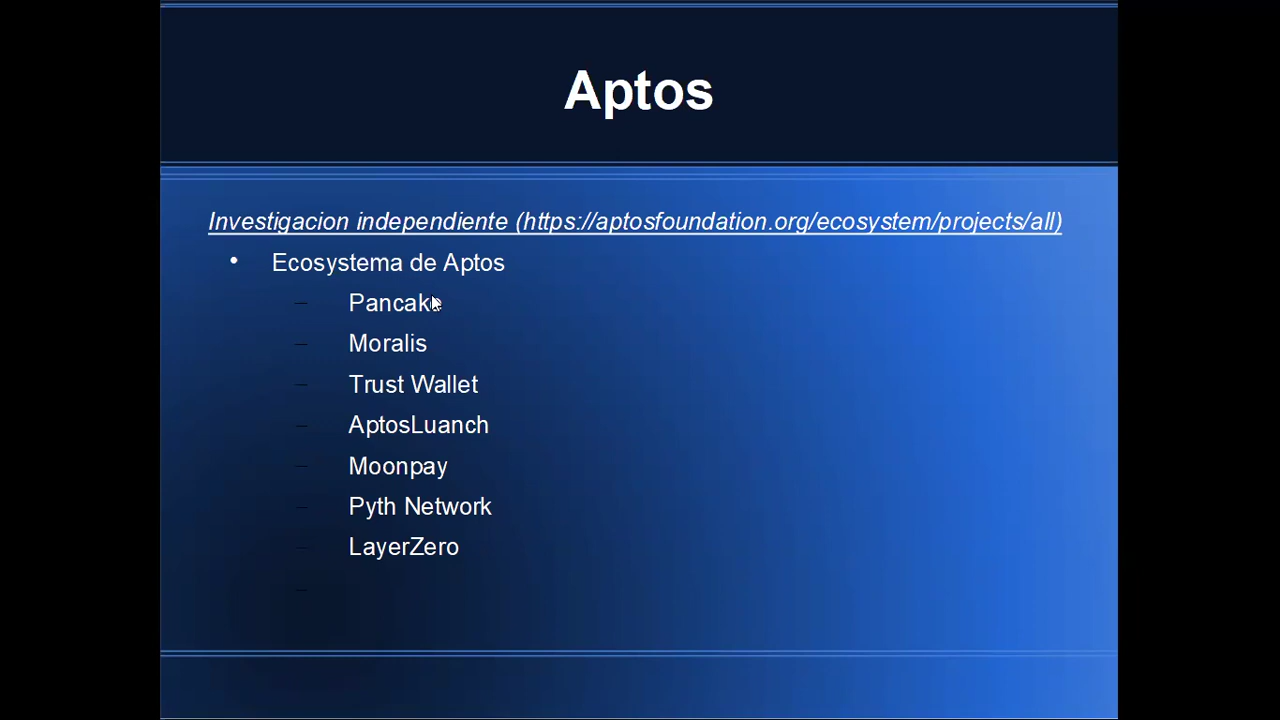 Aptos
Investigacion independiente (https://aptosfoundation.org/ecosystem/projects/all)
• Ecosystema de Aptos
– Pancake
– Moralis
– Trust Wallet
– AptosLuanch
– Moonpay
– Pyth Network
– LayerZero
–